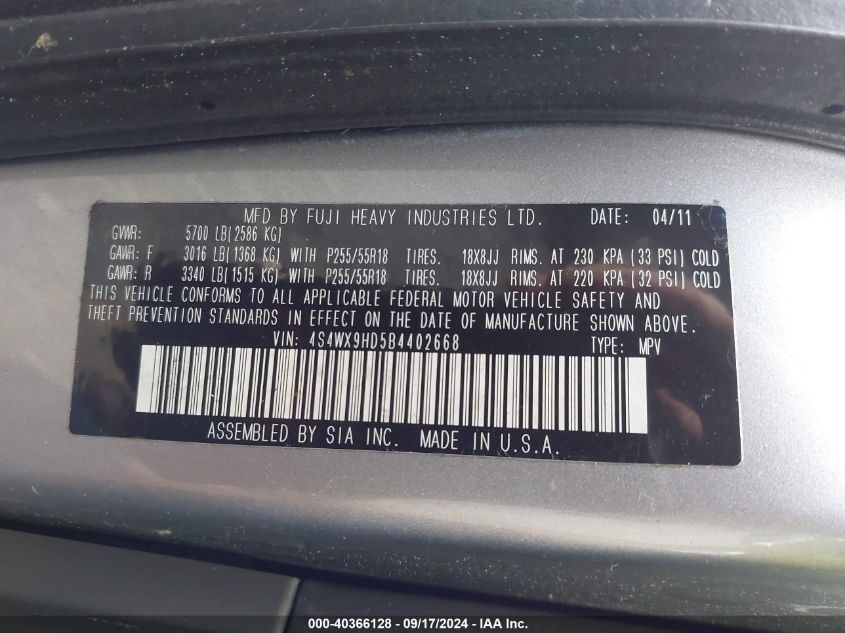 MFD BY FUJI HEAVY INDUSTRIES LTD. DATE: 04/11
GVWR: 5700 LB(2586 KG)
GAWR: F 3016 LB(1368 KG) WITH P255/55R18 TIRES. 18X8JJ RIMS. AT 230 KPA (33 PSI) COLD
GAWR: R 3340 LB(1515 KG) WITH P255/55R18 TIRES. 18X8JJ RIMS. AT 220 KPA (32 PSI) COLD
THIS VEHICLE CONFORMS TO ALL APPLICABLE FEDERAL MOTOR VEHICLE SAFETY AND
THEFT PREVENTION STANDARDS IN EFFECT ON THE DATE OF MANUFACTURE SHOWN ABOVE.
VIN: 4S4WX9HD5B4402668 TYPE: MPV
ASSEMBLED BY SIA INC. MADE IN U.S.A.
000-40366128 - 09/17/2024 - IAA Inc.